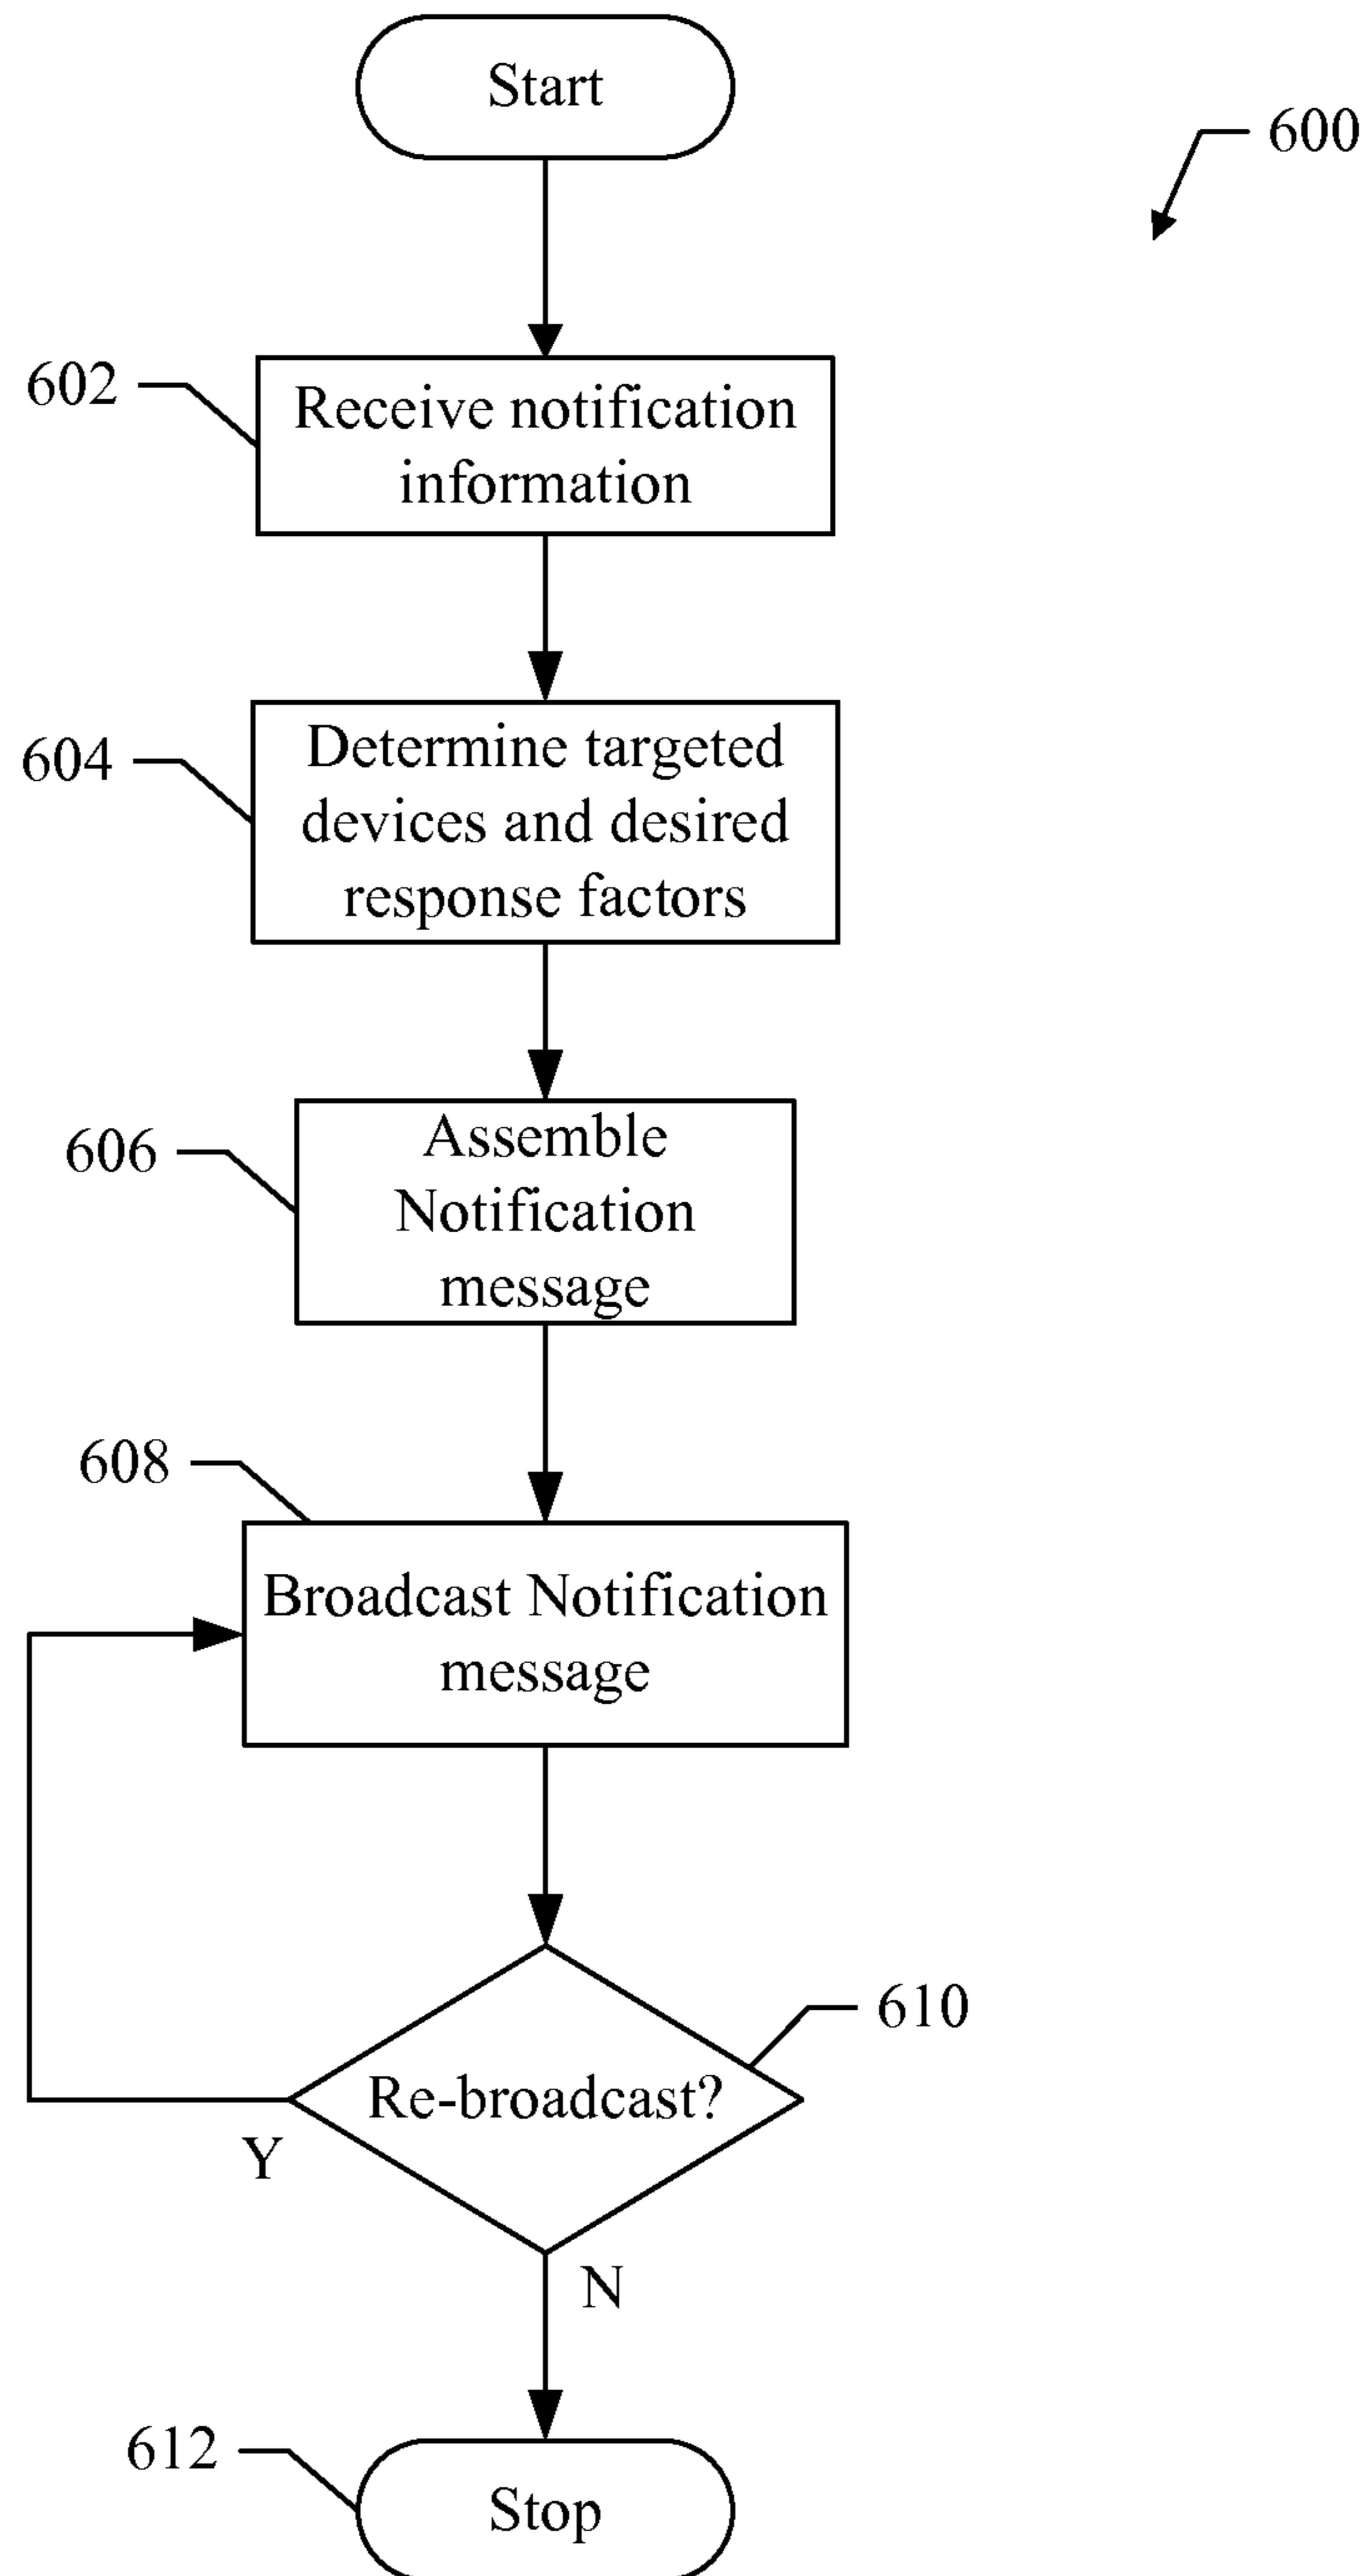 Start
600
602
Receive notification
information
604
Determine targeted
devices and desired
response factors
606
Assemble
Notification
message
608
Broadcast Notification
message
610
Re-broadcast?
Y
N
612
Stop